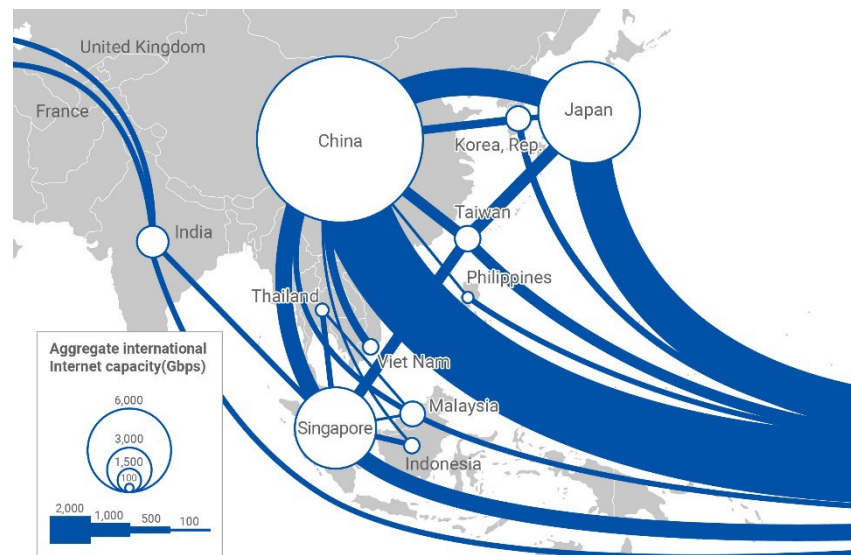 United Kingdom
France
China
Japan
Korea, Rep.
Taiwan
India
Philippines
Thailand
Viet Nam
Malaysia
Singapore
Indonesia
Aggregate international
Internet capacity(Gbps)
6,000
3,000
1,500
100
2,000 1,000 500 100